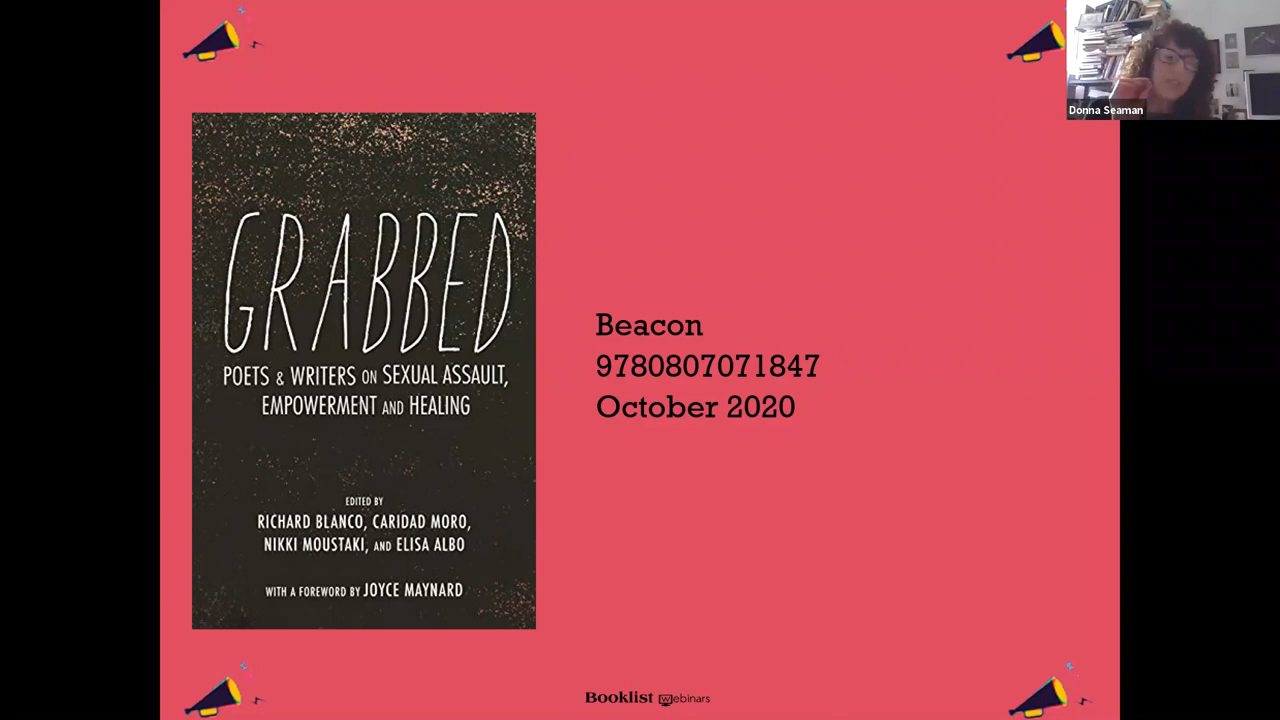 Donna Seaman
GRABBED
POETS & WRITERS ON SEXUAL ASSAULT,
EMPOWERMENT AND HEALING
EDITED BY
RICHARD BLANCO, CARIDAD MORO,
NIKKI MOUSTAKI, AND ELISA ALBO
WITH A FOREWORD BY JOYCE MAYNARD
Beacon
9780807071847
October 2020
Booklist Webinars